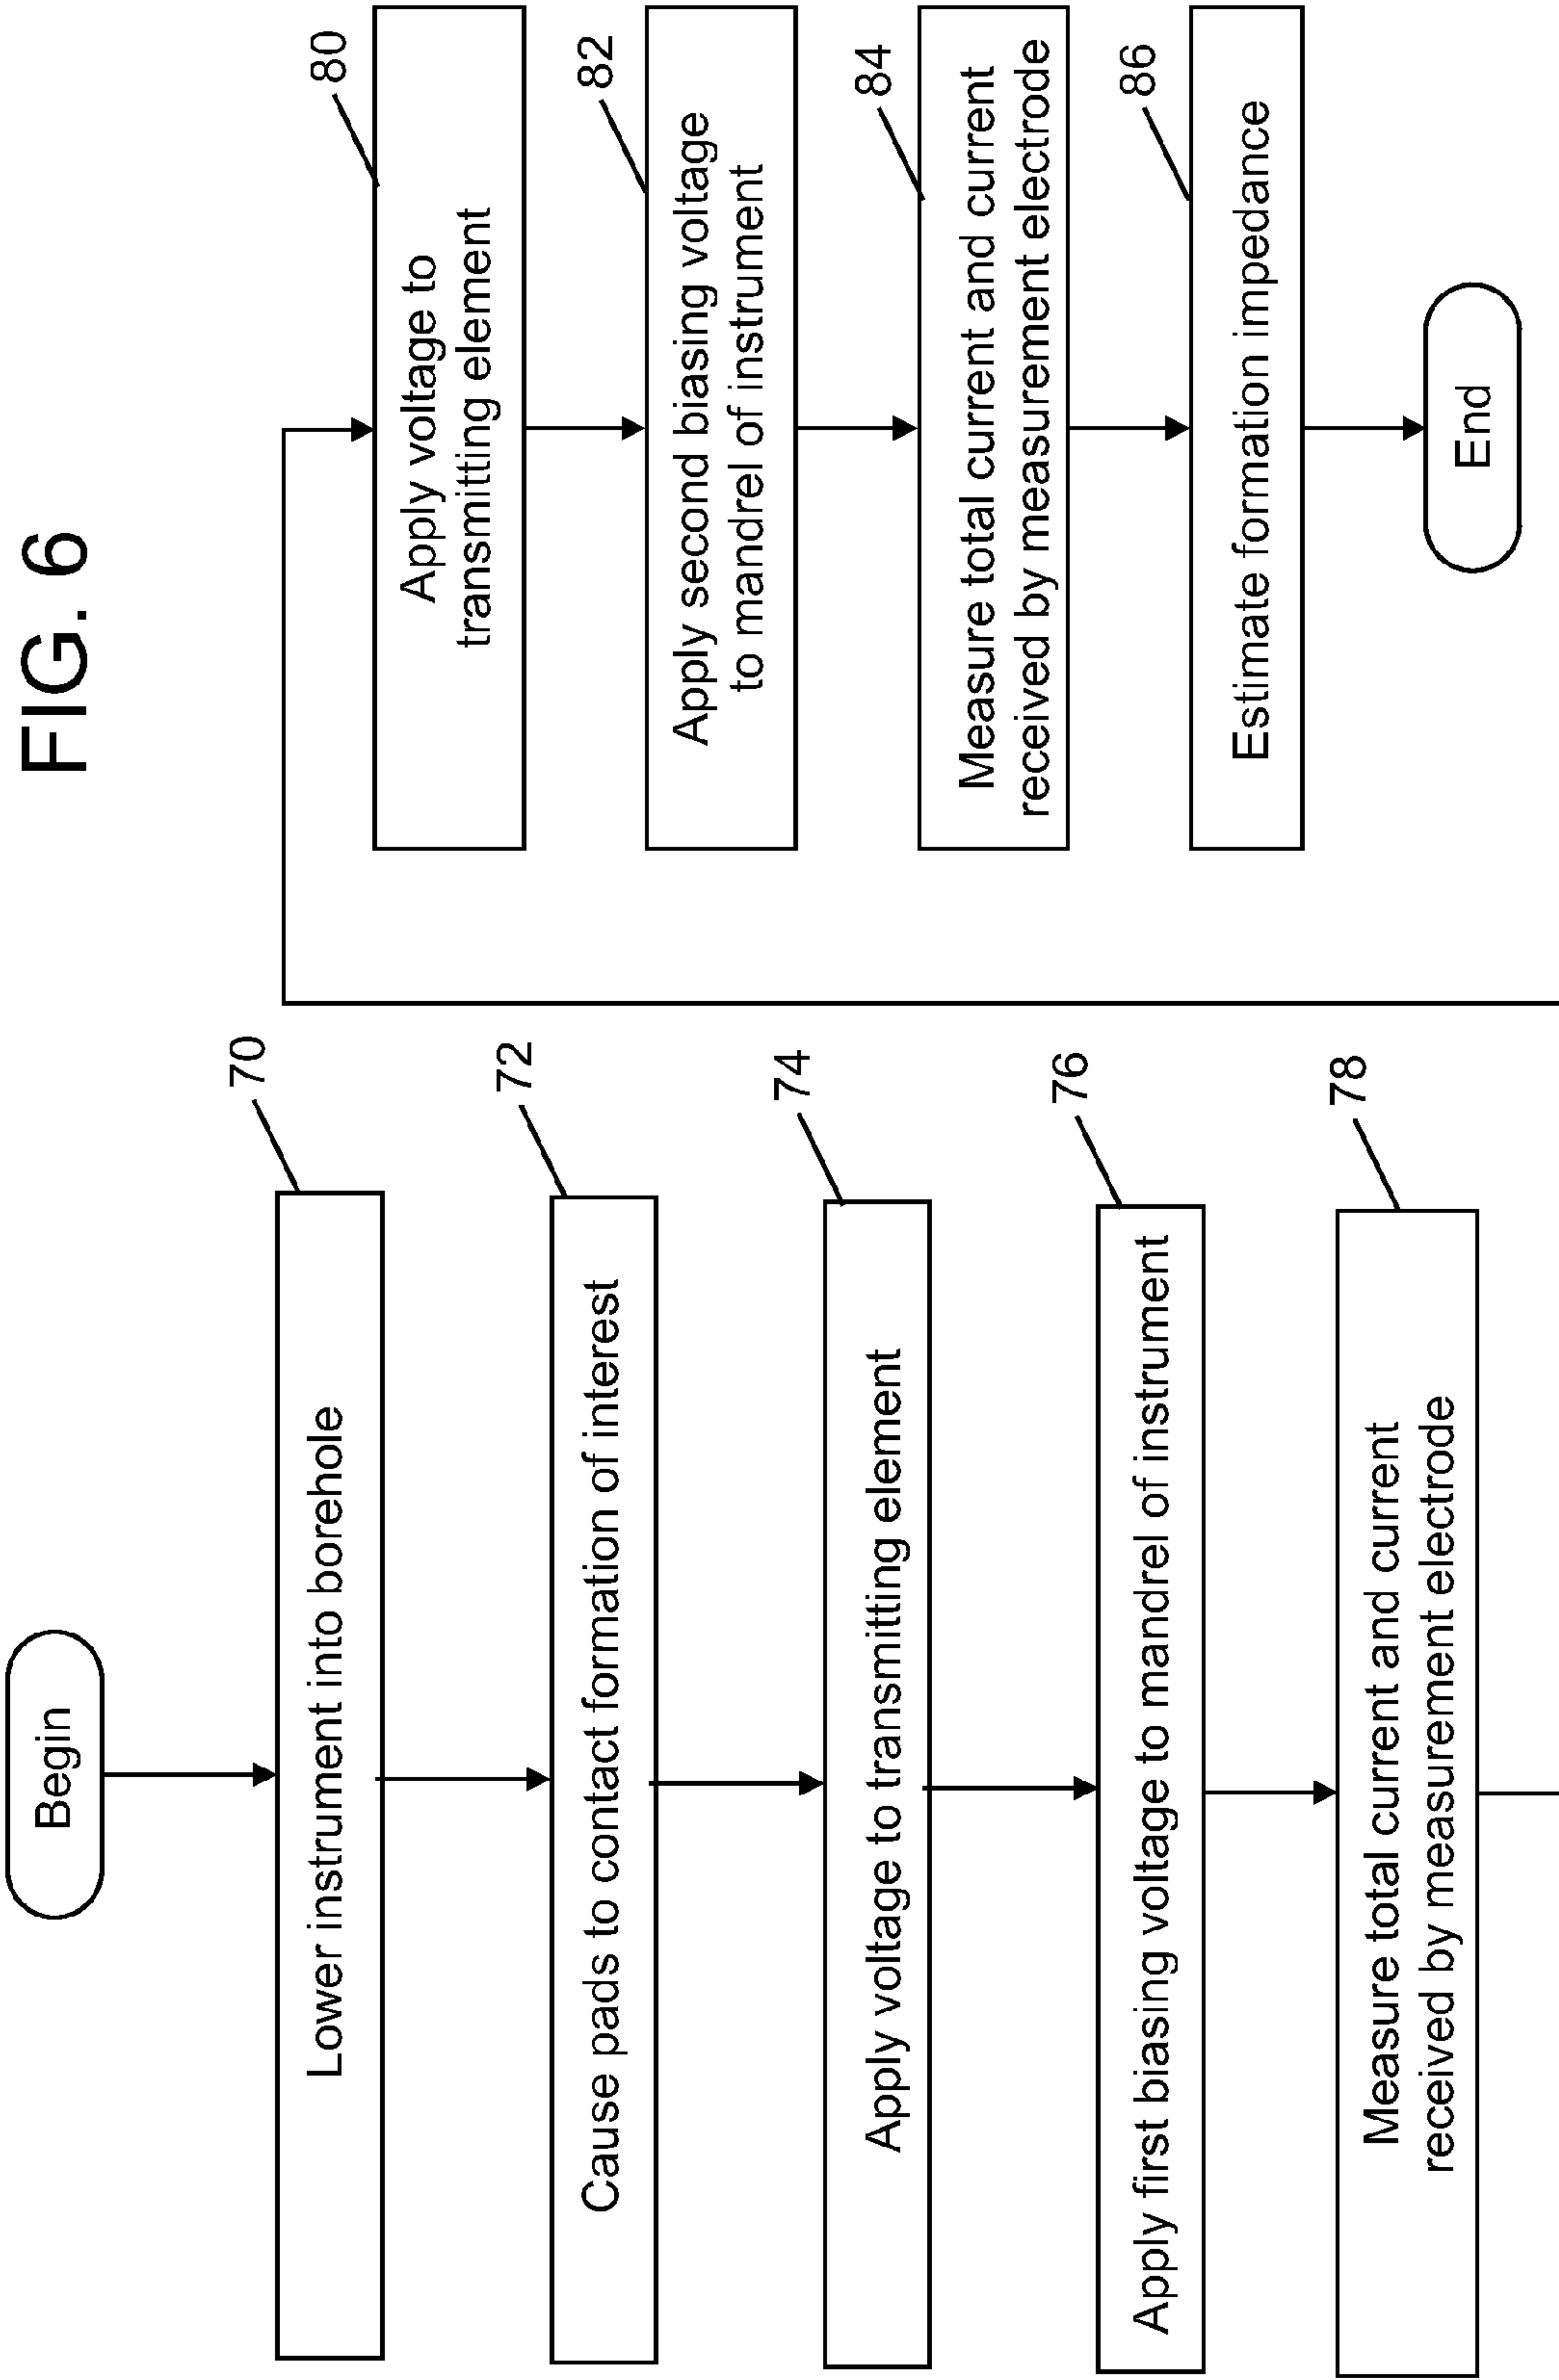 FIG. 6
Begin
70
Lower instrument into borehole
72
Cause pads to contact formation of interest
74
Apply voltage to transmitting element
76
Apply first biasing voltage to mandrel of instrument
78
Measure total current and current
received by measurement electrode
80
Apply voltage to
transmitting element
82
Apply second biasing voltage
to mandrel of instrument
84
Measure total current and current
received by measurement electrode
86
Estimate formation impedance
End